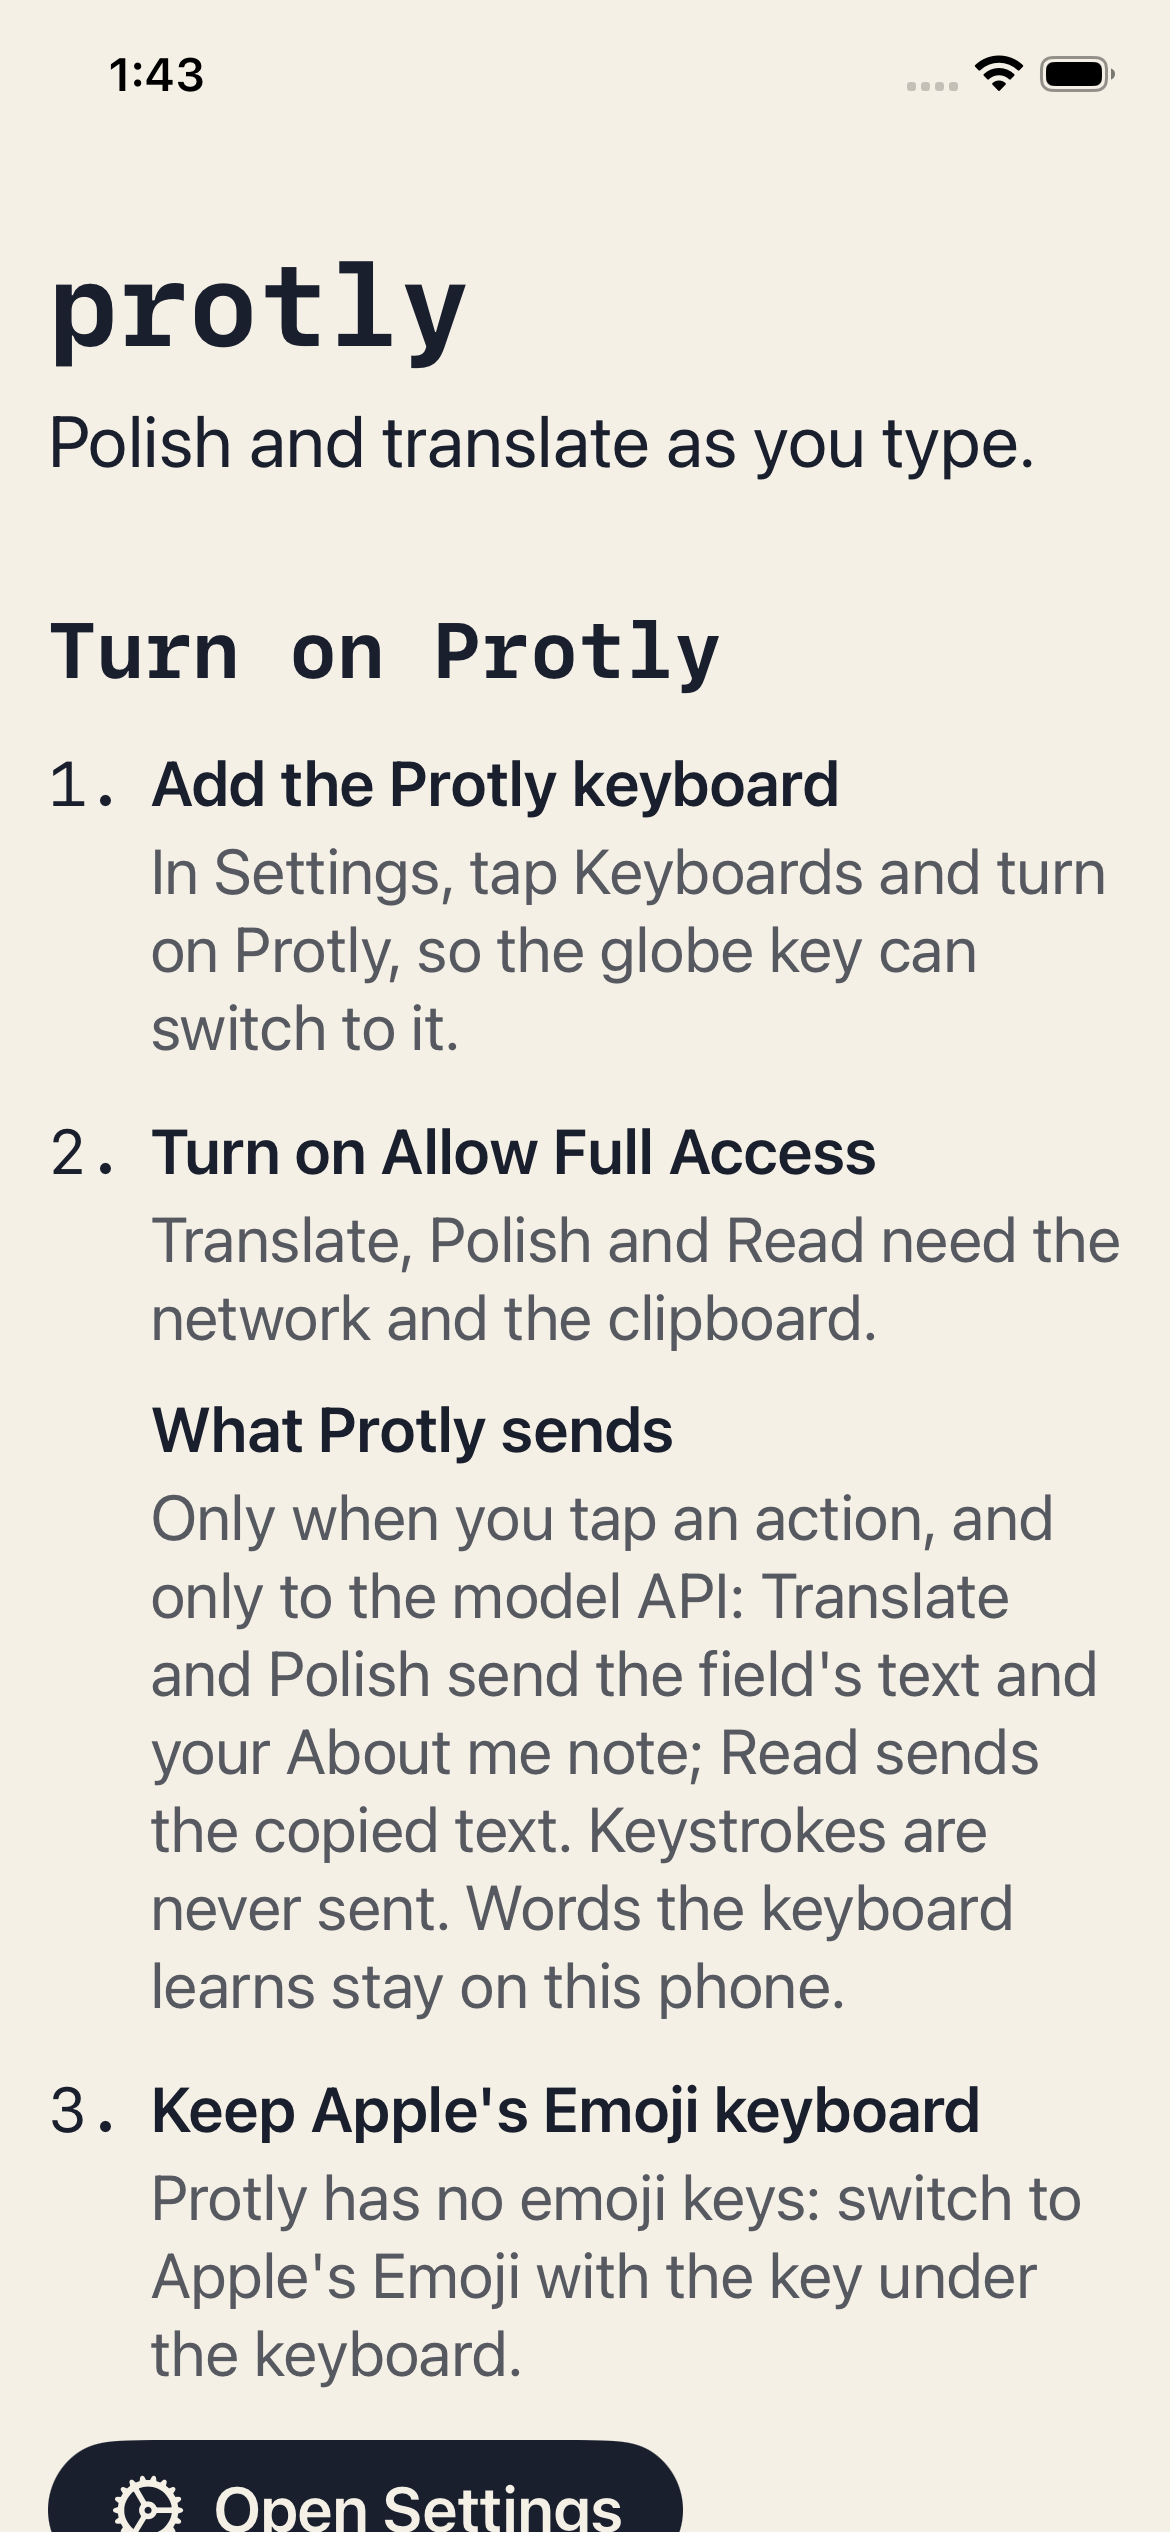 1:43
protly
Polish and translate as you type.
Turn on Protly
1. Add the Protly keyboard
In Settings, tap Keyboards and turn
on Protly, so the globe key can
switch to it.
2. Turn on Allow Full Access
Translate, Polish and Read need the
network and the clipboard.
What Protly sends
Only when you tap an action, and
only to the model API: Translate
and Polish send the field's text and
your About me note; Read sends
the copied text. Keystrokes are
never sent. Words the keyboard
learns stay on this phone.
3. Keep Apple's Emoji keyboard
Protly has no emoji keys: switch to
Apple's Emoji with the key under
the keyboard.
Open Settings